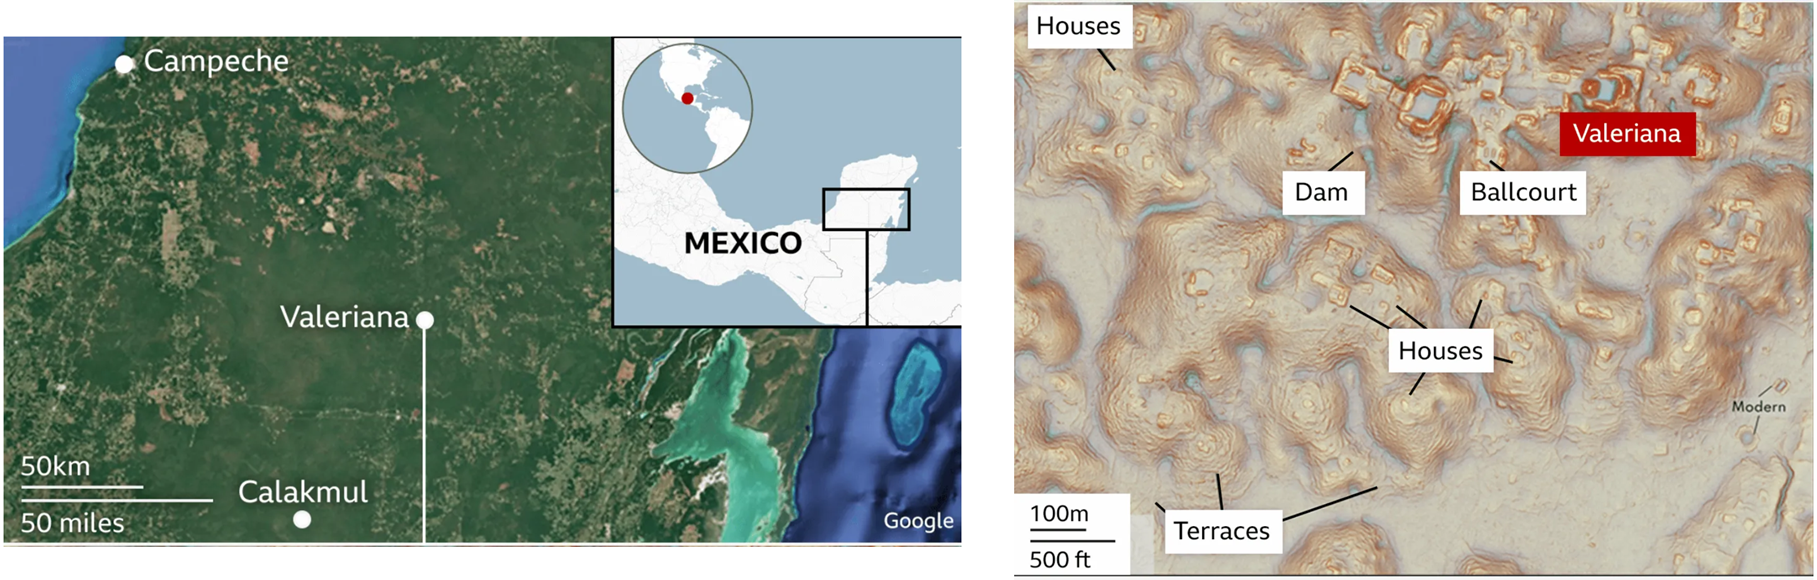 Campeche
MEXICO
Valeriana
50km
50 miles
Calakmul
Google
Houses
Valeriana
Dam
Ballcourt
Houses
Modern
Terraces
100m
500 ft